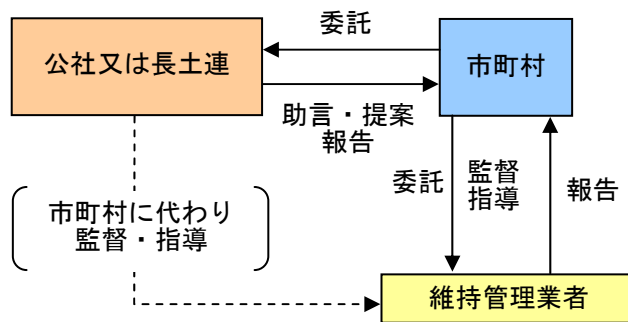 委託
公社又は長土連
市町村
助言・提案
報告
委託
監督
指導
報告
市町村に代わり
監督・指導
維持管理業者